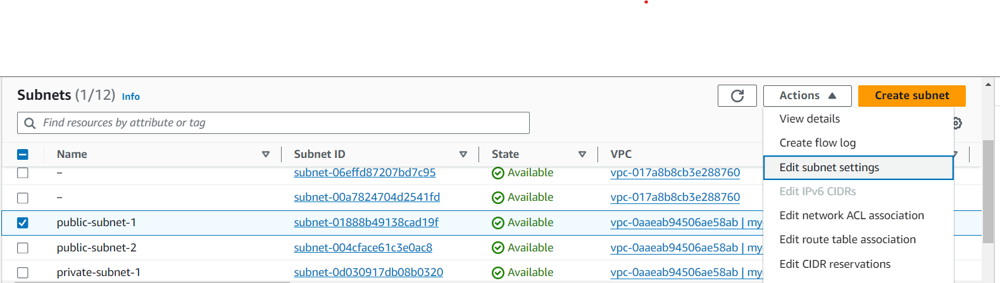 Subnets (1/12) Info
Actions
Create subnet
Find resources by attribute or tag
View details
Create flow log
Edit subnet settings
Edit IPv6 CIDRs
Edit network ACL association
Edit route table association
Edit CIDR reservations
Name Subnet ID State VPC
– subnet-06effd87207bd7c95 Available vpc-017a8b8cb3e288760
– subnet-00a7824704d2541fd Available vpc-017a8b8cb3e288760
public-subnet-1 subnet-01888b49138cad19f Available vpc-0aaeab94506ae58ab | my
public-subnet-2 subnet-004cface61c3e0ac8 Available vpc-0aaeab94506ae58ab | my
private-subnet-1 subnet-0d030917db08b0320 Available vpc-0aaeab94506ae58ab | my